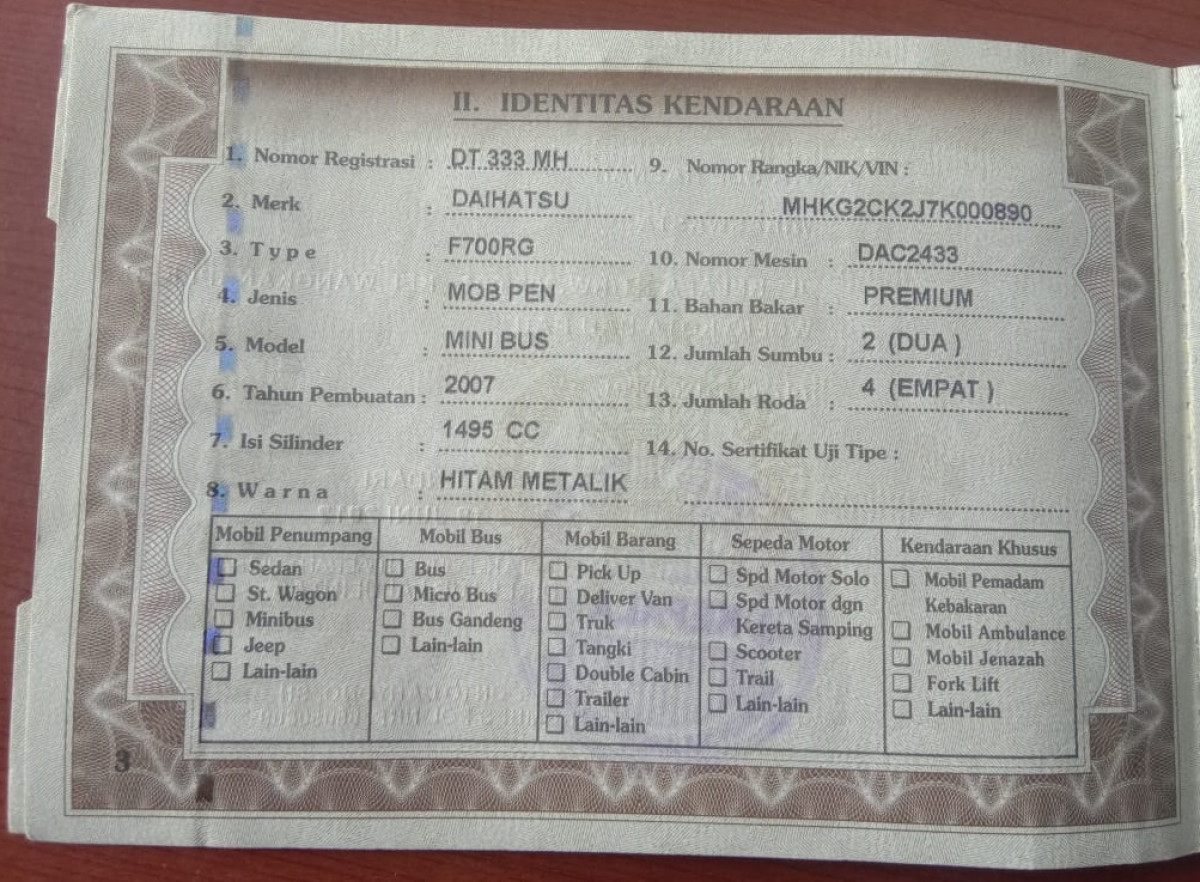 II. IDENTITAS KENDARAAN
1. Nomor Registrasi : DT 333 MH
2. Merk : DAIHATSU
3. Type : F700RG
4. Jenis : MOB PEN
5. Model : MINI BUS
6. Tahun Pembuatan : 2007
7. Isi Silinder : 1495 CC
8. Warna : HITAM METALIK
9. Nomor Rangka/NIK/VIN :
MHKG2CK2J7K000890
10. Nomor Mesin : DAC2433
11. Bahan Bakar : PREMIUM
12. Jumlah Sumbu : 2 (DUA )
13. Jumlah Roda : 4 (EMPAT )
14. No. Sertifikat Uji Tipe :
Mobil Penumpang
☐ Sedan
☐ St. Wagon
☐ Minibus
☐ Jeep
☐ Lain-lain
Mobil Bus
☐ Bus
☐ Micro Bus
☐ Bus Gandeng
☐ Lain-lain
Mobil Barang
☐ Pick Up
☐ Deliver Van
☐ Truk
☐ Tangki
☐ Double Cabin
☐ Trailer
☐ Lain-lain
Sepeda Motor
☐ Spd Motor Solo
☐ Spd Motor dgn
Kereta Samping
☐ Scooter
☐ Trail
☐ Lain-lain
Kendaraan Khusus
☐ Mobil Pemadam
Kebakaran
☐ Mobil Ambulance
☐ Mobil Jenazah
☐ Fork Lift
☐ Lain-lain
3